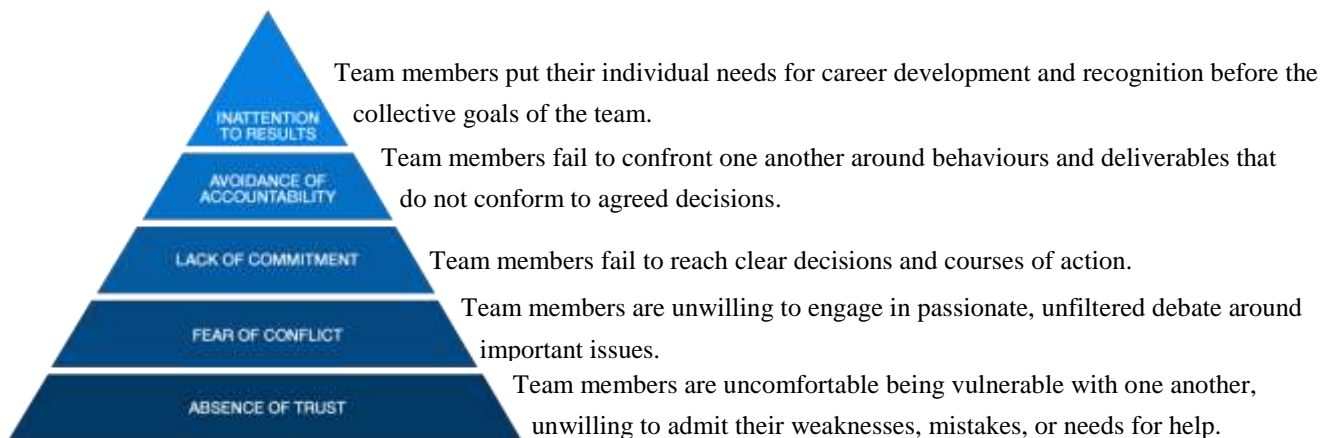 Team members put their individual needs for career development and recognition before the
INATTENTION
TO RESULTS
collective goals of the team.
Team members fail to confront one another around behaviours and deliverables that
AVOIDANCE OF
ACCOUNTABILITY
do not conform to agreed decisions.
LACK OF COMMITMENT
Team members fail to reach clear decisions and courses of action.
Team members are unwilling to engage in passionate, unfiltered debate around
FEAR OF CONFLICT
important issues.
Team members are uncomfortable being vulnerable with one another,
ABSENCE OF TRUST
unwilling to admit their weaknesses, mistakes, or needs for help.